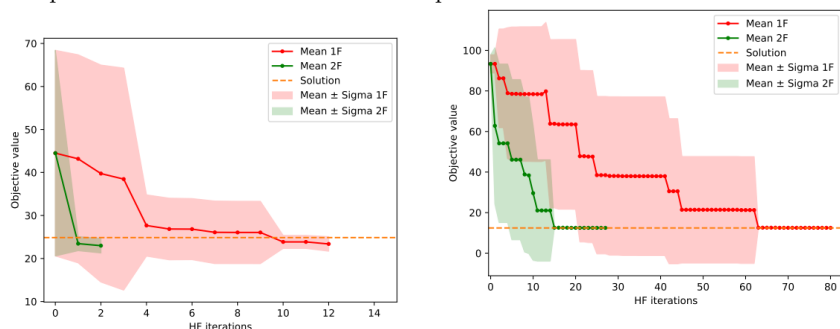 70
60
50
40
30
20
10
Objective value
0
2
4
6
8
10
12
14
HF iterations
Mean 1F
Mean 2F
Solution
Mean ± Sigma 1F
Mean ± Sigma 2F
100
80
60
40
20
0
Objective value
0
10
20
30
40
50
60
70
80
HF iterations
Mean 1F
Mean 2F
Solution
Mean ± Sigma 1F
Mean ± Sigma 2F